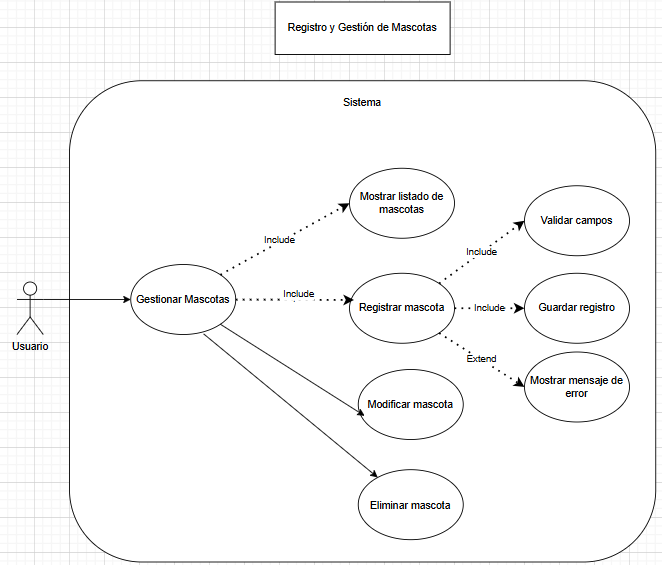 Registro y Gestión de Mascotas
Sistema
Mostrar listado de
mascotas
Validar campos
Include
Include
Gestionar Mascotas
Include
Registrar mascota
Include
Guardar registro
Usuario
Extend
Mostrar mensaje de
error
Modificar mascota
Eliminar mascota